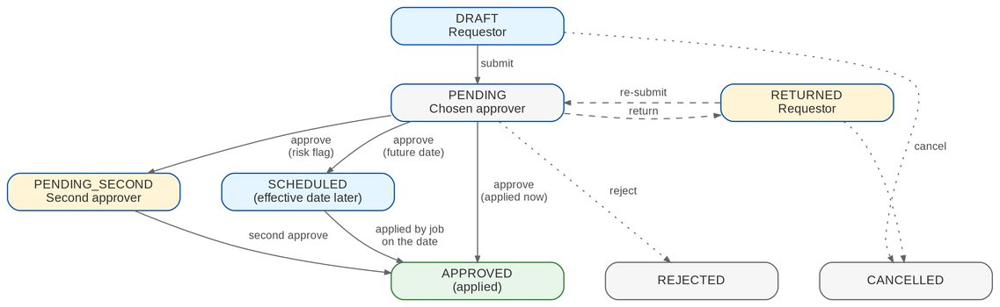 DRAFT
Requestor
submit
PENDING
Chosen approver
re-submit
return
RETURNED
Requestor
approve
(risk flag)
approve
(future date)
cancel
PENDING_SECOND
Second approver
SCHEDULED
(effective date later)
approve
(applied now)
reject
second approve
applied by job
on the date
APPROVED
(applied)
REJECTED
CANCELLED